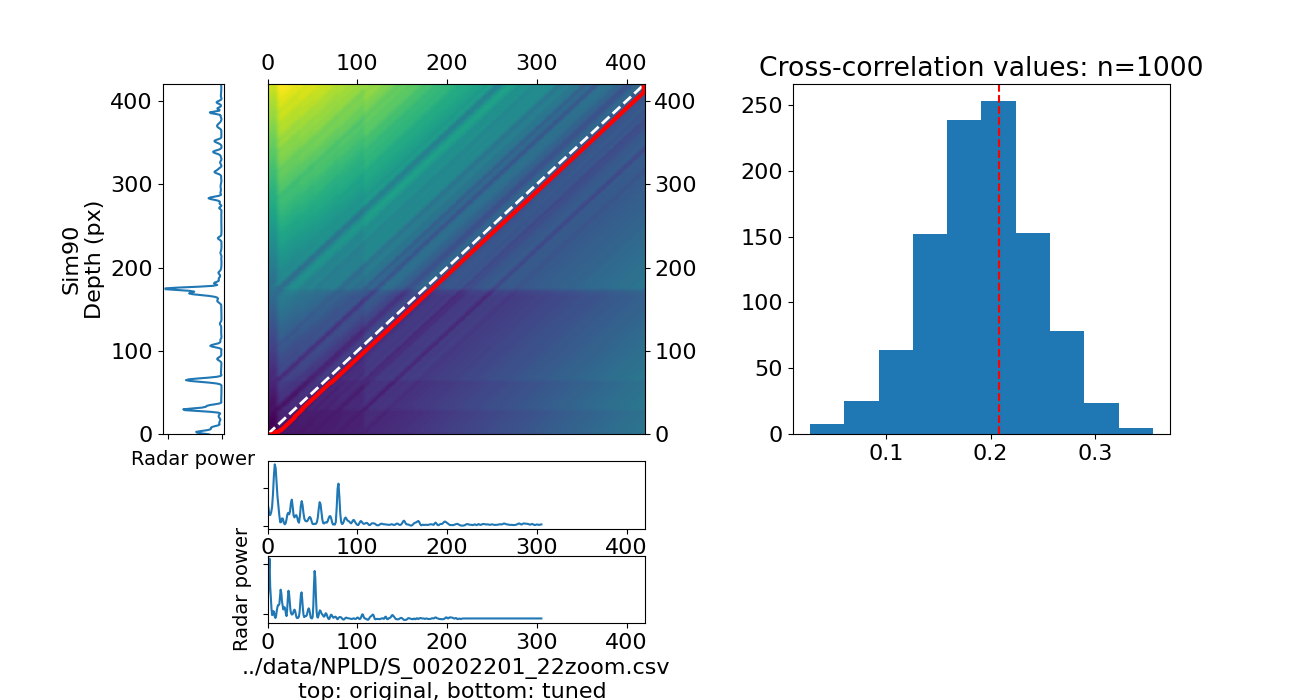 Cross-correlation values: n=1000
0 100 200 300 400
400
300
200
100
0
Sim90
Depth (px)
Radar power
400
300
200
100
0
250
200
150
100
50
0
0.1 0.2 0.3
0 100 200 300 400
Radar power
0 100 200 300 400
../data/NPLD/S_00202201_22zoom.csv
top: original, bottom: tuned